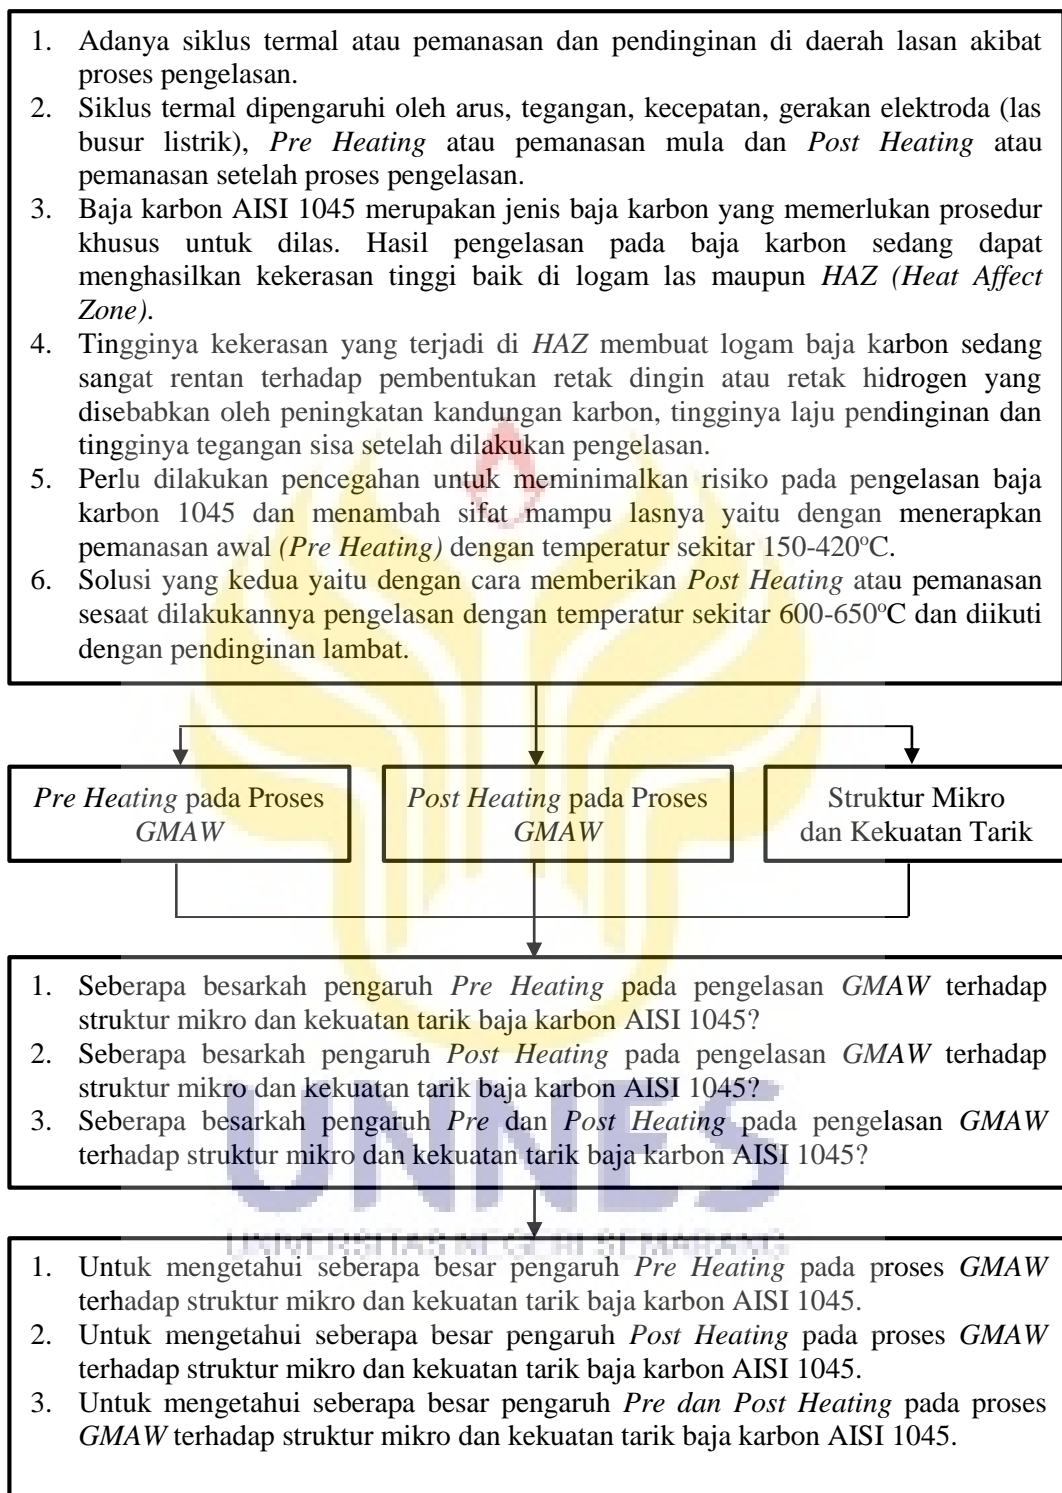 1. Adanya siklus termal atau pemanasan dan pendinginan di daerah lasan akibat
proses pengelasan.
2. Siklus termal dipengaruhi oleh arus, tegangan, kecepatan, gerakan elektroda (las
busur listrik), Pre Heating atau pemanasan mula dan Post Heating atau
pemanasan setelah proses pengelasan.
3. Baja karbon AISI 1045 merupakan jenis baja karbon yang memerlukan prosedur
khusus untuk dilas. Hasil pengelasan pada baja karbon sedang dapat
menghasilkan kekerasan tinggi baik di logam las maupun HAZ (Heat Affect
Zone).
4. Tingginya kekerasan yang terjadi di HAZ membuat logam baja karbon sedang
sangat rentan terhadap pembentukan retak dingin atau retak hidrogen yang
disebabkan oleh peningkatan kandungan karbon, tingginya laju pendinginan dan
tingginya tegangan sisa setelah dilakukan pengelasan.
5. Perlu dilakukan pencegahan untuk meminimalkan risiko pada pengelasan baja
karbon 1045 dan menambah sifat mampu lasnya yaitu dengan menerapkan
pemanasan awal (Pre Heating) dengan temperatur sekitar 150-420ºC.
6. Solusi yang kedua yaitu dengan cara memberikan Post Heating atau pemanasan
sesaat dilakukannya pengelasan dengan temperatur sekitar 600-650ºC dan diikuti
dengan pendinginan lambat.
Pre Heating pada Proses
GMAW
Post Heating pada Proses
GMAW
Struktur Mikro
dan Kekuatan Tarik
1. Seberapa besarkah pengaruh Pre Heating pada pengelasan GMAW terhadap
struktur mikro dan kekuatan tarik baja karbon AISI 1045?
2. Seberapa besarkah pengaruh Post Heating pada pengelasan GMAW terhadap
struktur mikro dan kekuatan tarik baja karbon AISI 1045?
3. Seberapa besarkah pengaruh Pre dan Post Heating pada pengelasan GMAW
terhadap struktur mikro dan kekuatan tarik baja karbon AISI 1045?
UNNES
UNIVERSITAS NEGERI SEMARANG
1. Untuk mengetahui seberapa besar pengaruh Pre Heating pada proses GMAW
terhadap struktur mikro dan kekuatan tarik baja karbon AISI 1045.
2. Untuk mengetahui seberapa besar pengaruh Post Heating pada proses GMAW
terhadap struktur mikro dan kekuatan tarik baja karbon AISI 1045.
3. Untuk mengetahui seberapa besar pengaruh Pre dan Post Heating pada proses
GMAW terhadap struktur mikro dan kekuatan tarik baja karbon AISI 1045.